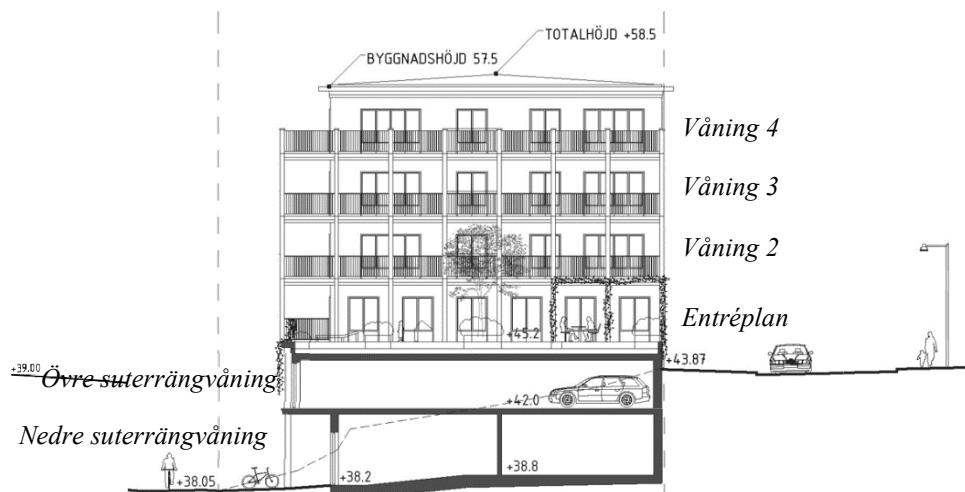 TOTALHÖJD +58.5
BYGGNADSHÖJD 57.5
Våning 4
Våning 3
Våning 2
Entréplan
+45.2
+43.87
+39.00
Övre suterrängvåning
+42.0
Nedre suterrängvåning
+38.8
+38.05
+38.2